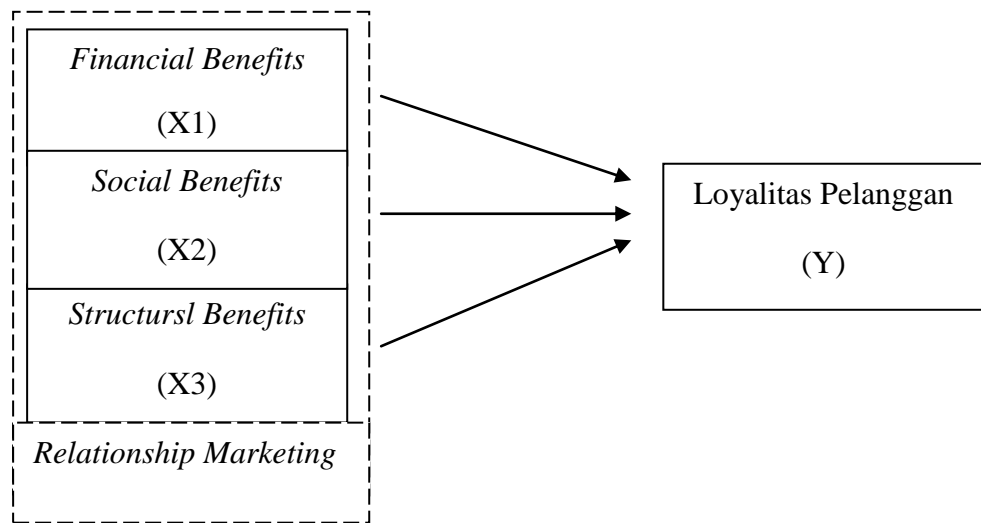 Financial Benefits
(X1)
Social Benefits
(X2)
Structursl Benefits
(X3)
Relationship Marketing
Loyalitas Pelanggan
(Y)